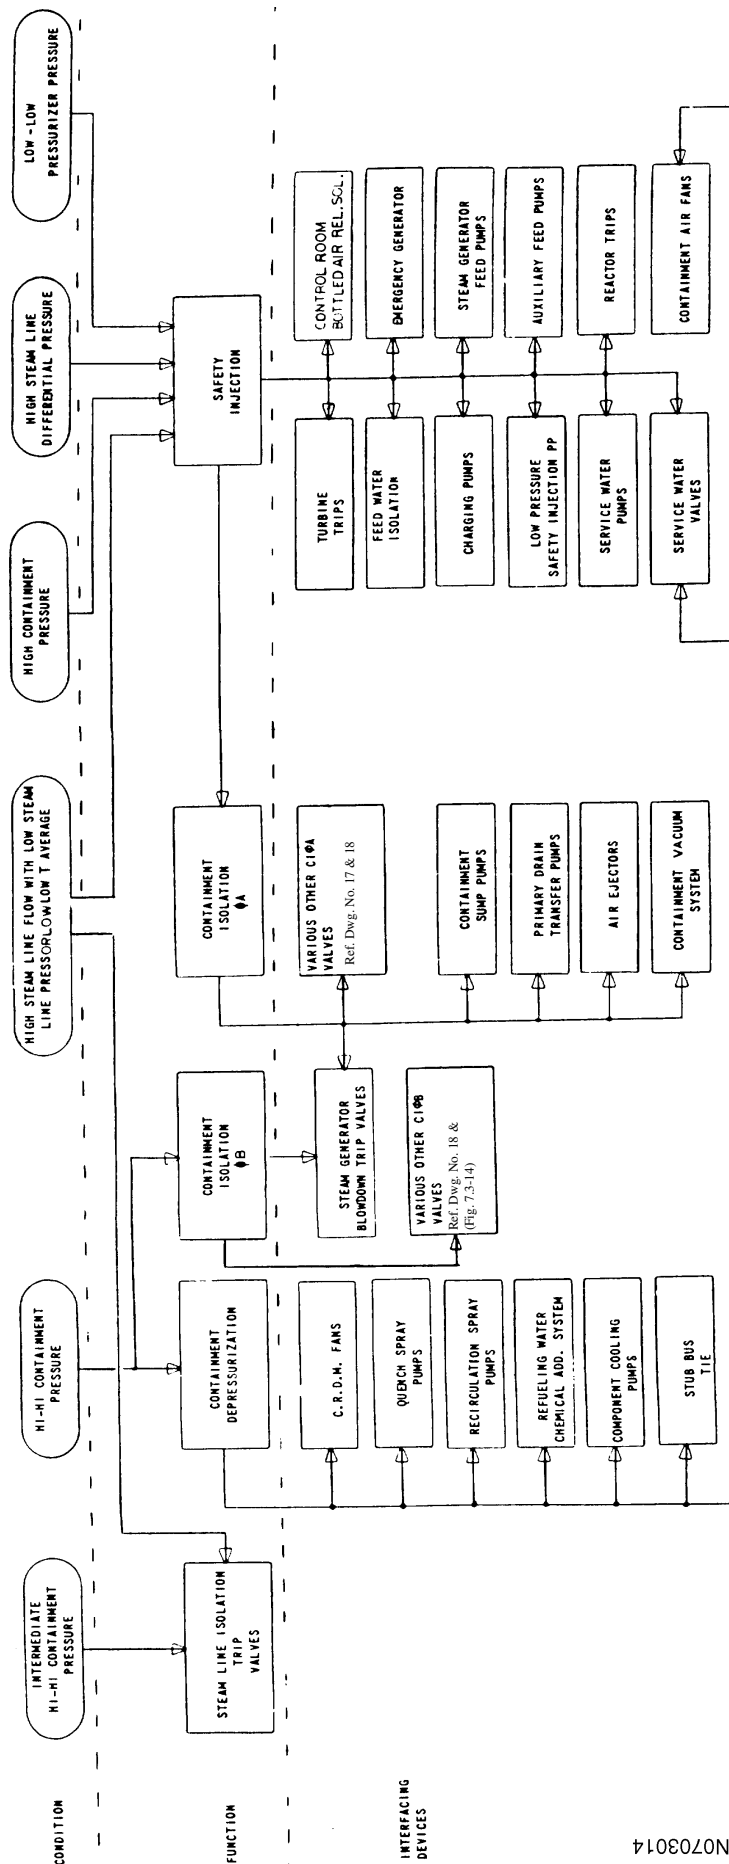 CONDITION
INTERMEDIATE
HI-HI CONTAINMENT
PRESSURE
HI-HI CONTAINMENT
PRESSURE
HIGH STEAM LINE FLOW WITH LOW STEAM
LINE PRESSOR LOW LOW T AVERAGE
HIGH CONTAINMENT
PRESSURE
HIGH STEAM LINE
DIFFERENTIAL PRESSURE
LOW-LOW
PRESSURIZER PRESSURE
FUNCTION
STEAM LINE ISOLATION
TRIP
VALVES
CONTAINMENT
DEPRESSURIZATION
CONTAINMENT
ISOLATION
ΦB
CONTAINMENT
ISOLATION
ΦA
SAFETY
INJECTION
INTERFACING
DEVICES
C.R.D.M. FANS
QUENCH SPRAY
PUMPS
RECIRCULATION SPRAY
PUMPS
REFUELING WATER
CHEMICAL ADD. SYSTEM
COMPONENT COOLING
PUMPS
STUB BUS
TIE
STEAM GENERATOR
BLOWDOWN TRIP VALVES
VARIOUS OTHER CIΦB
VALVES
Ref. Dwg. No. 18 &
(Fig. 7.3-14)
VARIOUS OTHER CIΦA
VALVES
Ref. Dwg. No. 17 & 18
CONTAINMENT
SUMP PUMPS
PRIMARY DRAIN
TRANSFER PUMPS
AIR EJECTORS
CONTAINMENT VACUUM
SYSTEM
TURBINE
TRIPS
FEED WATER
ISOLATION
CHARGING PUMPS
LOW PRESSURE
SAFETY INJECTION PP
SERVICE WATER
PUMPS
SERVICE WATER
VALVES
CONTROL ROOM
BOTTLED AIR REL. SOL.
EMERGENCY GENERATOR
STEAM GENERATOR
FEED PUMPS
AUXILIARY FEED PUMPS
REACTOR TRIPS
CONTAINMENT AIR FANS
N0703014